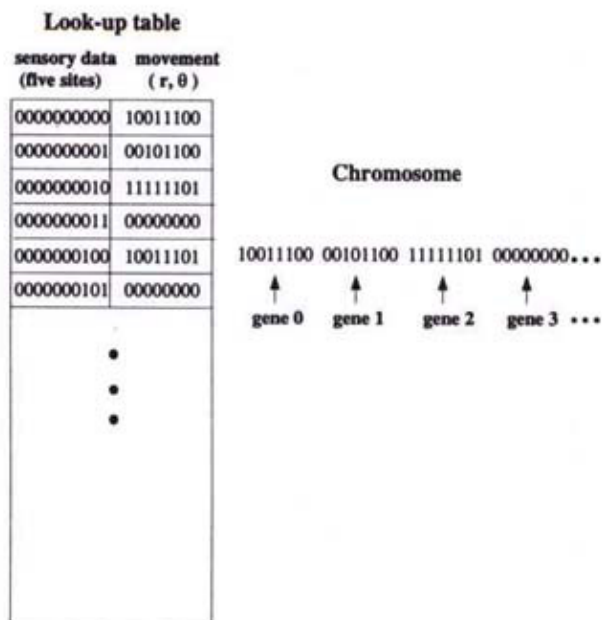 Look-up table
sensory data movement
(five sites) ( r, θ )
0000000000 10011100
0000000001 00101100
0000000010 11111101
0000000011 00000000
0000000100 10011101
0000000101 00000000
Chromosome
10011100 00101100 11111101 00000000...
gene 0 gene 1 gene 2 gene 3 ...